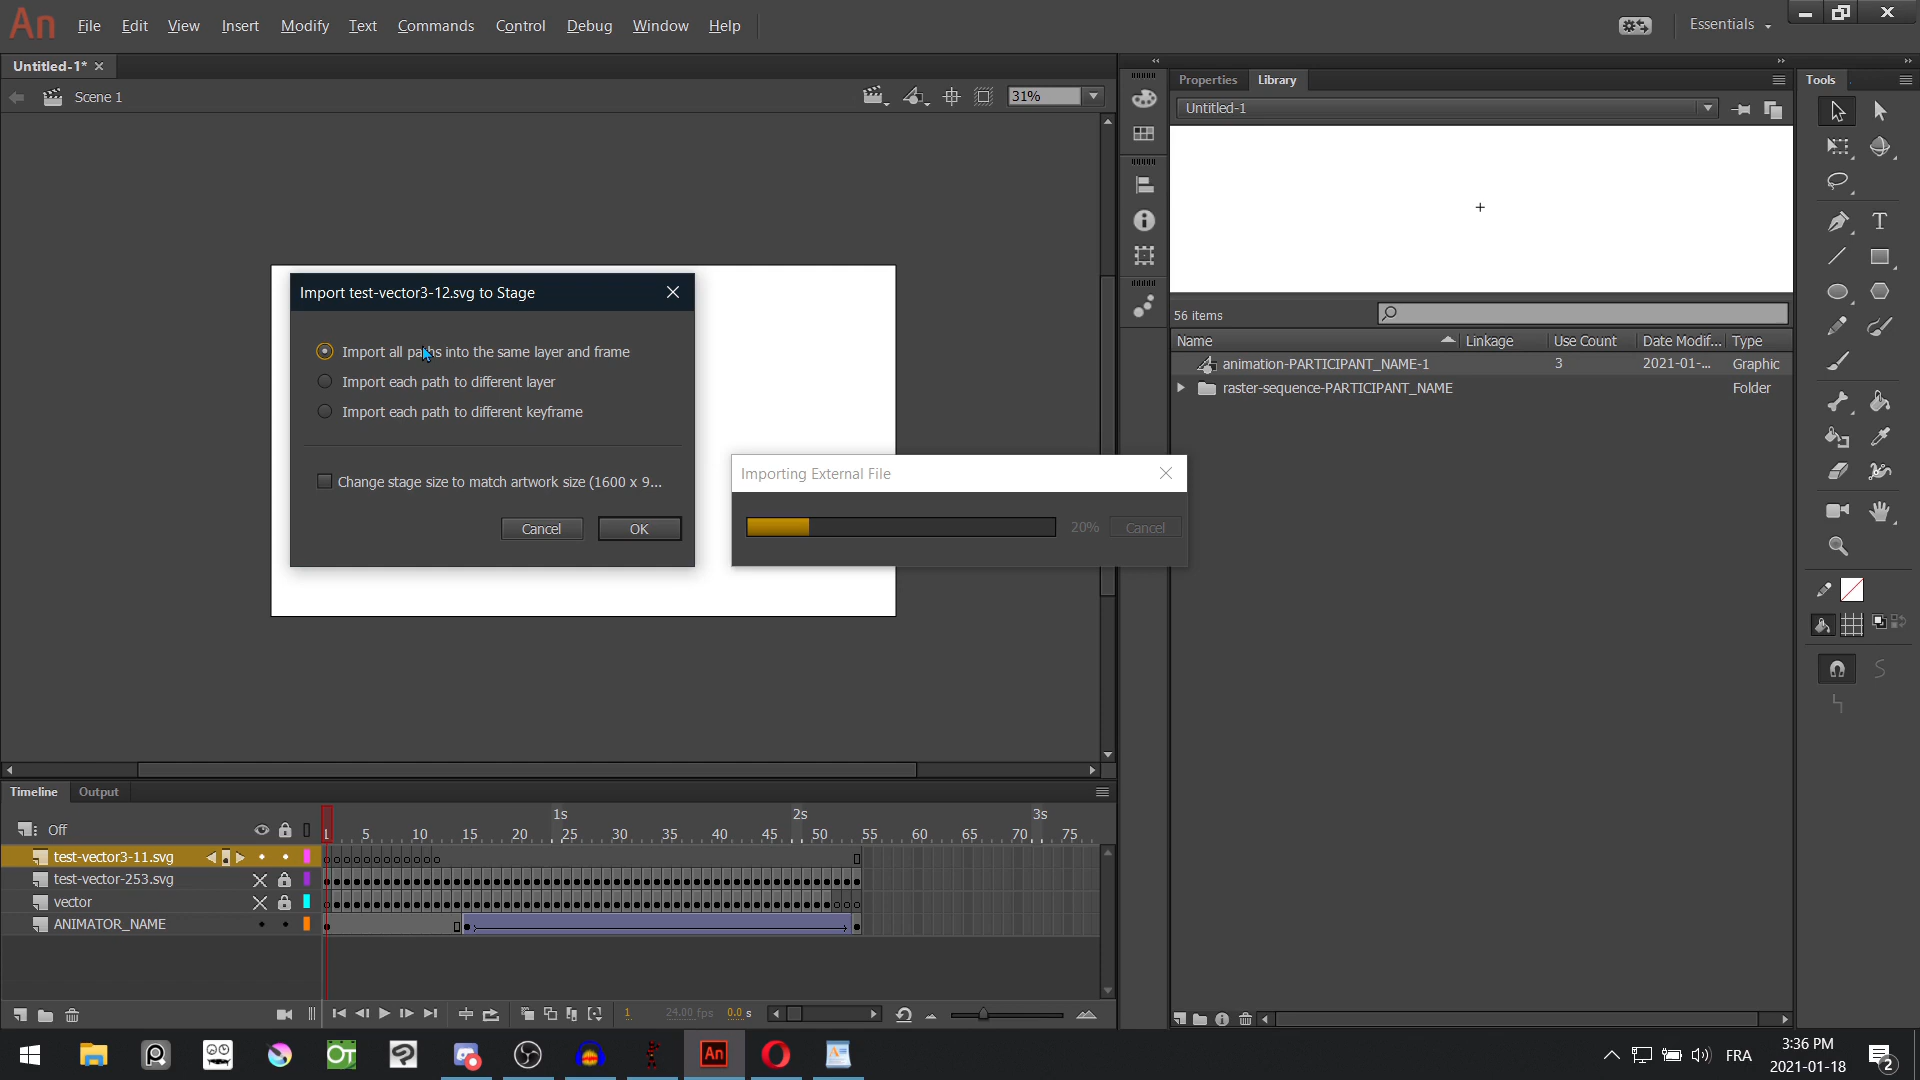 An File Edit View Insert Modify Text Commands Control Debug Window Help Essentials
Untitled-1*
Scene 1
31%
Import test-vector3-12.svg to Stage
Import all paths into the same layer and frame
Import each path to different layer
Import each path to different keyframe
Change stage size to match artwork size (1600 x 9...
Cancel OK
Importing External File
20% Cancel
Properties Library
Untitled-1
56 items
Name Linkage Use Count Date Modif... Type
animation-PARTICIPANT_NAME-1 3 2021-01-... Graphic
raster-sequence-PARTICIPANT_NAME Folder
Tools
T
Timeline Output
1s 2s 3s
Off 1 5 10 15 20 25 30 35 40 45 50 55 60 65 70 75
test-vector3-11.svg
test-vector-253.svg
vector
ANIMATOR_NAME
1 24.00 fps 0.0 s
OT An FRA
3:36 PM
2021-01-18
2